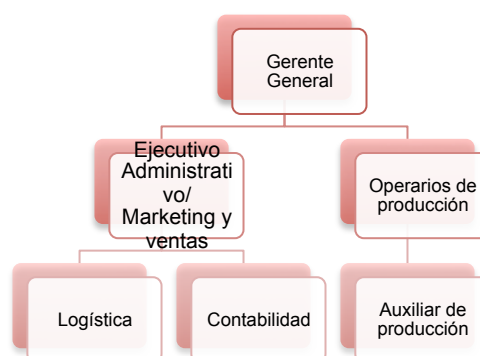 Gerente
General
Ejecutivo
Administrati
vo/
Marketing y
ventas
Operarios de
producción
Logística
Contabilidad
Auxiliar de
producción